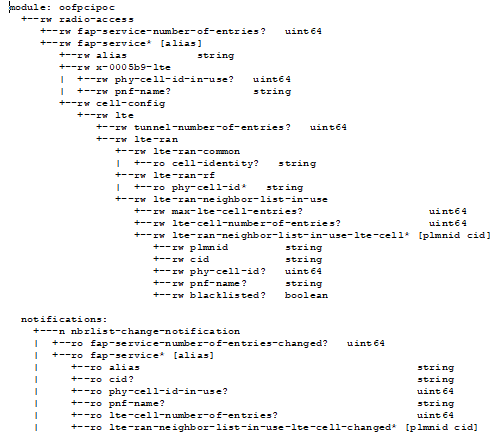 module: oofpcipoc
  +--rw radio-access
     +--rw fap-service-number-of-entries?   uint64
     +--rw fap-service* [alias]
        +--rw alias           string
        +--rw x-0005b9-lte
        |  +--rw phy-cell-id-in-use?   uint64
        |  +--rw pnf-name?             string
        +--rw cell-config
           +--rw lte
              +--rw tunnel-number-of-entries?   uint64
              +--rw lte-ran
                 +--rw lte-ran-common
                 |  +--ro cell-identity?   string
                 +--rw lte-ran-rf
                 |  +--ro phy-cell-id*   string
                 +--rw lte-ran-neighbor-list-in-use
                    +--rw max-lte-cell-entries?                  uint64
                    +--rw lte-cell-number-of-entries?            uint64
                    +--rw lte-ran-neighbor-list-in-use-lte-cell* [plmnid cid]
                       +--rw plmnid         string
                       +--rw cid            string
                       +--rw phy-cell-id?   uint64
                       +--rw pnf-name?      string
                       +--rw blacklisted?   boolean
  notifications:
    +---n nbrlist-change-notification
    |  +--ro fap-service-number-of-entries-changed?   uint64
    |  +--ro fap-service* [alias]
    |     +--ro alias                                            string
    |     +--ro cid?                                             string
    |     +--ro phy-cell-id-in-use?                              uint64
    |     +--ro pnf-name?                                        string
    |     +--ro lte-cell-number-of-entries?                      uint64
    |     +--ro lte-ran-neighbor-list-in-use-lte-cell-changed* [plmnid cid]